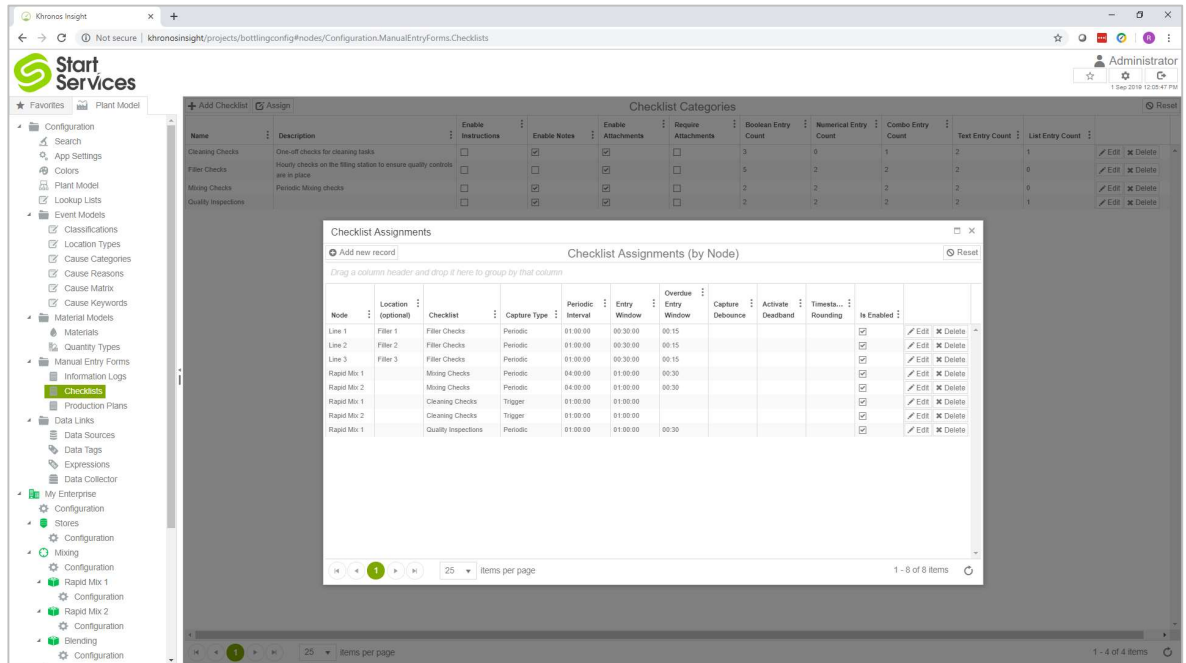 Khronos Insight
Not secure | khronosinsight/projects/bottlingconfig#nodes/Configuration.ManualEntryForms.Checklists
Start
Services
Administrator
1 Sep 2019 12:05:47 PM
Favorites Plant Model
Add Checklist Assign Checklist Categories Reset
Name Description Enable Instructions Enable Notes Enable Attachments Require Attachments Boolean Entry Count Numerical Entry Count Combo Entry Count Text Entry Count List Entry Count
Cleaning Checks One-off checks for cleaning tasks 3 0 1 2 1 Edit Delete
Filler Checks Hourly checks on the filling station to ensure quality controls are in place 5 2 2 2 0 Edit Delete
Mixing Checks Periodic Mixing checks 2 2 2 2 0 Edit Delete
Quality Inspections 2 2 2 2 1 Edit Delete
Configuration
Search
App Settings
Colors
Plant Model
Lookup Lists
Event Models
Classifications
Location Types
Cause Categories
Cause Reasons
Cause Matrix
Cause Keywords
Material Models
Materials
Quantity Types
Manual Entry Forms
Information Logs
Checklists
Production Plans
Data Links
Data Sources
Data Tags
Expressions
Data Collector
My Enterprise
Configuration
Stores
Configuration
Mixing
Configuration
Rapid Mix 1
Configuration
Rapid Mix 2
Configuration
Blending
Configuration
Checklist Assignments
Add new record Checklist Assignments (by Node) Reset
Drag a column header and drop it here to group by that column
Node Location (optional) Checklist Capture Type Periodic Interval Entry Window Overdue Entry Window Capture Debounce Activate Deadband Timesta... Rounding Is Enabled
Line 1 Filler 1 Filler Checks Periodic 01:00:00 00:30:00 00:15 Edit Delete
Line 2 Filler 2 Filler Checks Periodic 01:00:00 00:30:00 00:15 Edit Delete
Line 3 Filler 3 Filler Checks Periodic 01:00:00 00:30:00 00:15 Edit Delete
Rapid Mix 1 Mixing Checks Periodic 04:00:00 01:00:00 00:30 Edit Delete
Rapid Mix 2 Mixing Checks Periodic 04:00:00 01:00:00 00:30 Edit Delete
Rapid Mix 1 Cleaning Checks Trigger 01:00:00 01:00:00 Edit Delete
Rapid Mix 2 Cleaning Checks Trigger 01:00:00 01:00:00 Edit Delete
Rapid Mix 1 Quality Inspections Periodic 01:00:00 01:00:00 00:30 Edit Delete
1 25 items per page 1 - 8 of 8 items
1 25 items per page 1 - 4 of 4 items